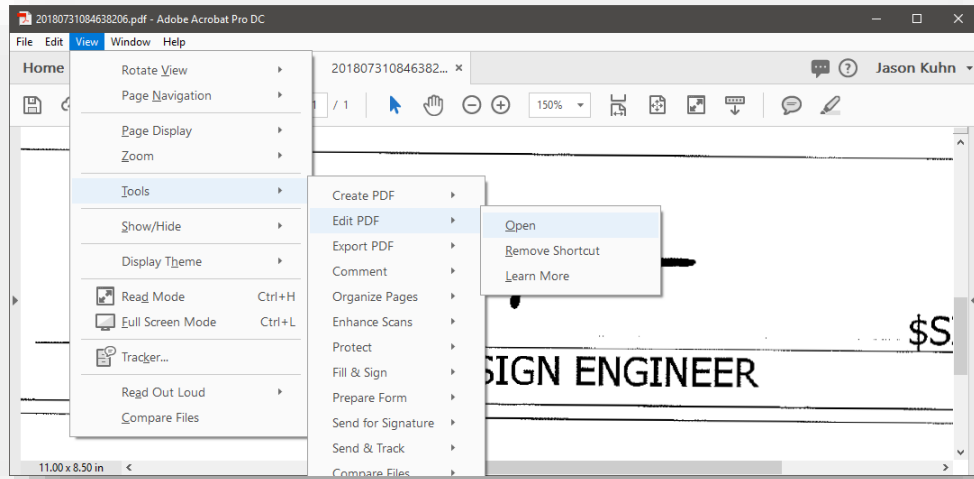 20180731084638206.pdf - Adobe Acrobat Pro DC
File Edit View Window Help
Home 201807310846382... × ? Jason Kuhn
/ 1 150%
Rotate View
Page Navigation
Page Display
Zoom
Tools
Show/Hide
Display Theme
Read Mode Ctrl+H
Full Screen Mode Ctrl+L
Tracker...
Read Out Loud
Compare Files
Create PDF
Edit PDF
Export PDF
Comment
Organize Pages
Enhance Scans
Protect
Fill & Sign
Prepare Form
Send for Signature
Send & Track
Compare Files
Open
Remove Shortcut
Learn More
SIGN ENGINEER
11.00 x 8.50 in